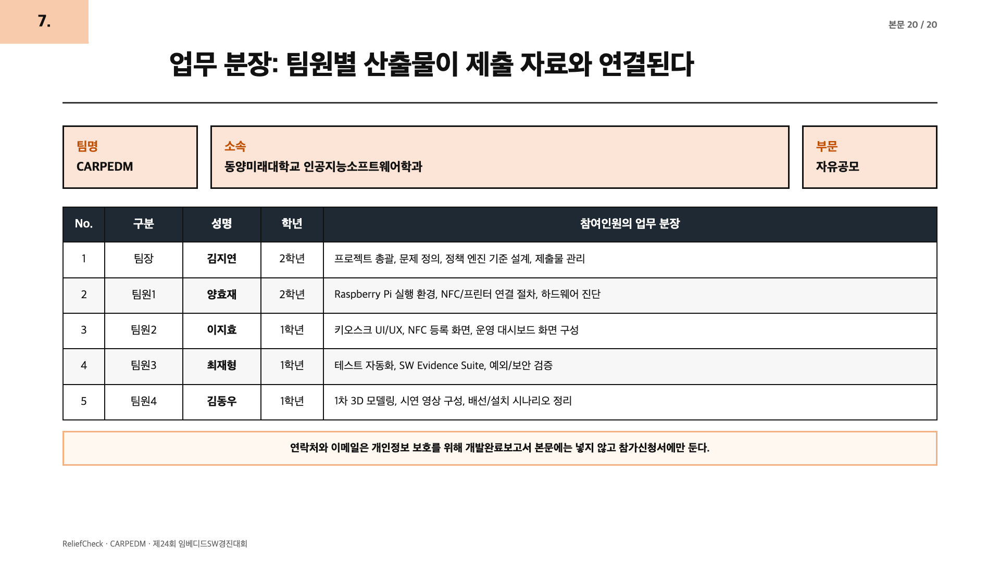 7.
본문 20 / 20
업무 분장: 팀원별 산출물이 제출 자료와 연결된다
팀명
CARPEDM
소속
동양미래대학교 인공지능소프트웨어학과
부문
자유공모
No. 구분 성명 학년 참여인원의 업무 분장
1 팀장 김지연 2학년 프로젝트 총괄, 문제 정의, 정책 엔진 기준 설계, 제출물 관리
2 팀원1 양효재 2학년 Raspberry Pi 실행 환경, NFC/프린터 연결 절차, 하드웨어 진단
3 팀원2 이지효 1학년 키오스크 UI/UX, NFC 등록 화면, 운영 대시보드 화면 구성
4 팀원3 최재형 1학년 테스트 자동화, SW Evidence Suite, 예외/보안 검증
5 팀원4 김동우 1학년 1차 3D 모델링, 시연 영상 구성, 배선/설치 시나리오 정리
연락처와 이메일은 개인정보 보호를 위해 개발완료보고서 본문에는 넣지 않고 참가신청서에만 둔다.
ReliefCheck · CARPEDM · 제24회 임베디드SW경진대회